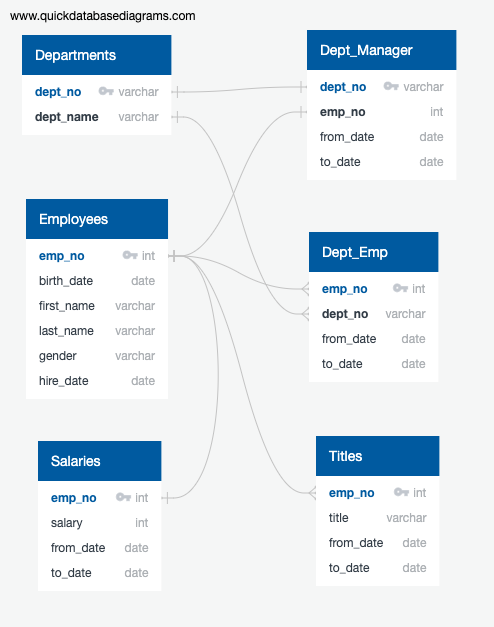 www.quickdatabasediagrams.com
Departments
dept_no varchar
dept_name varchar
Dept_Manager
dept_no varchar
emp_no int
from_date date
to_date date
Employees
emp_no int
birth_date date
first_name varchar
last_name varchar
gender varchar
hire_date date
Dept_Emp
emp_no int
dept_no varchar
from_date date
to_date date
Salaries
emp_no int
salary int
from_date date
to_date date
Titles
emp_no int
title varchar
from_date date
to_date date